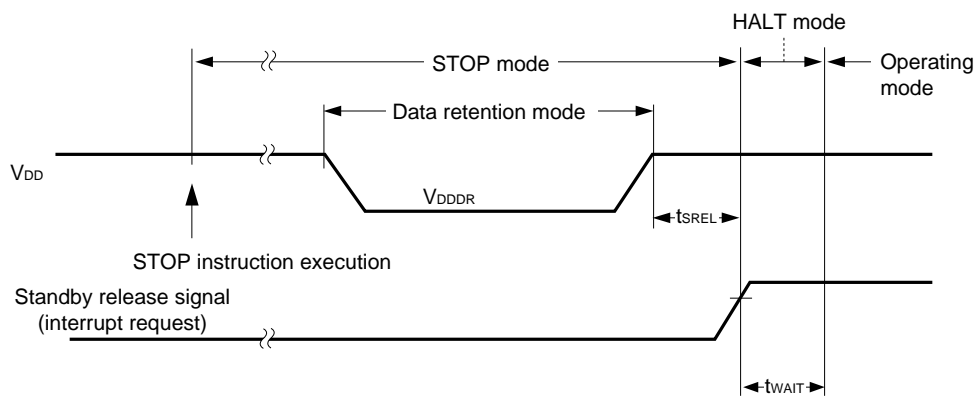 HALT mode
STOP mode
Operating
mode
Data retention mode
VDD
VDDDR
tSREL
STOP instruction execution
Standby release signal
(interrupt request)
tWAIT